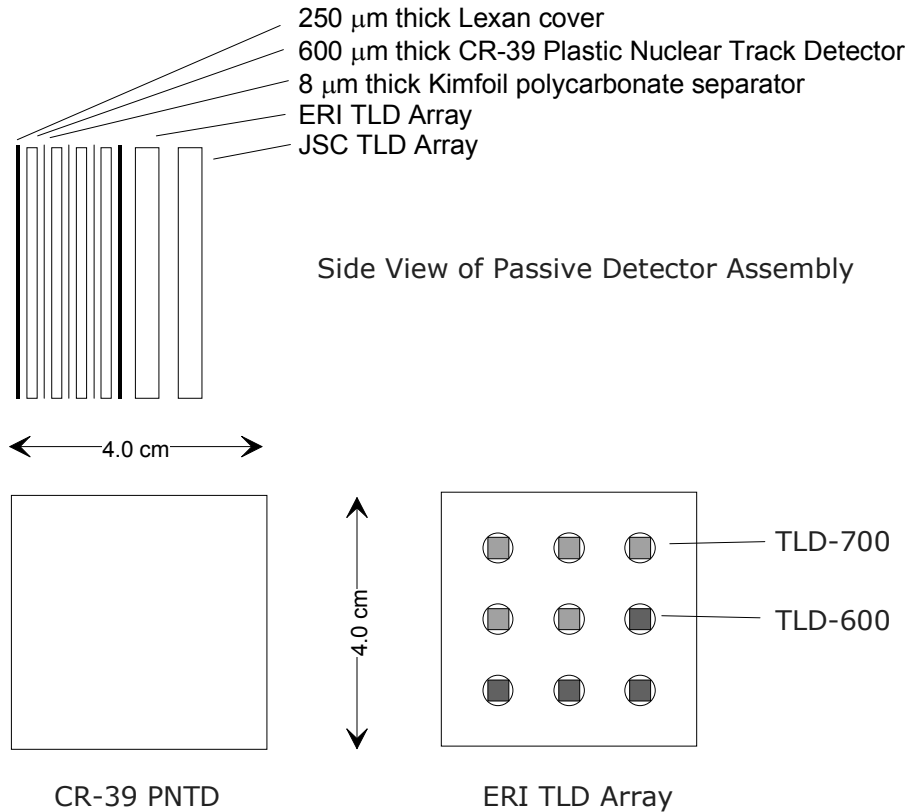 250 μm thick Lexan cover
600 μm thick CR-39 Plastic Nuclear Track Detector
8 μm thick Kimfoil polycarbonate separator
ERI TLD Array
JSC TLD Array
Side View of Passive Detector Assembly
4.0 cm
4.0 cm
TLD-700
TLD-600
CR-39 PNTD
ERI TLD Array